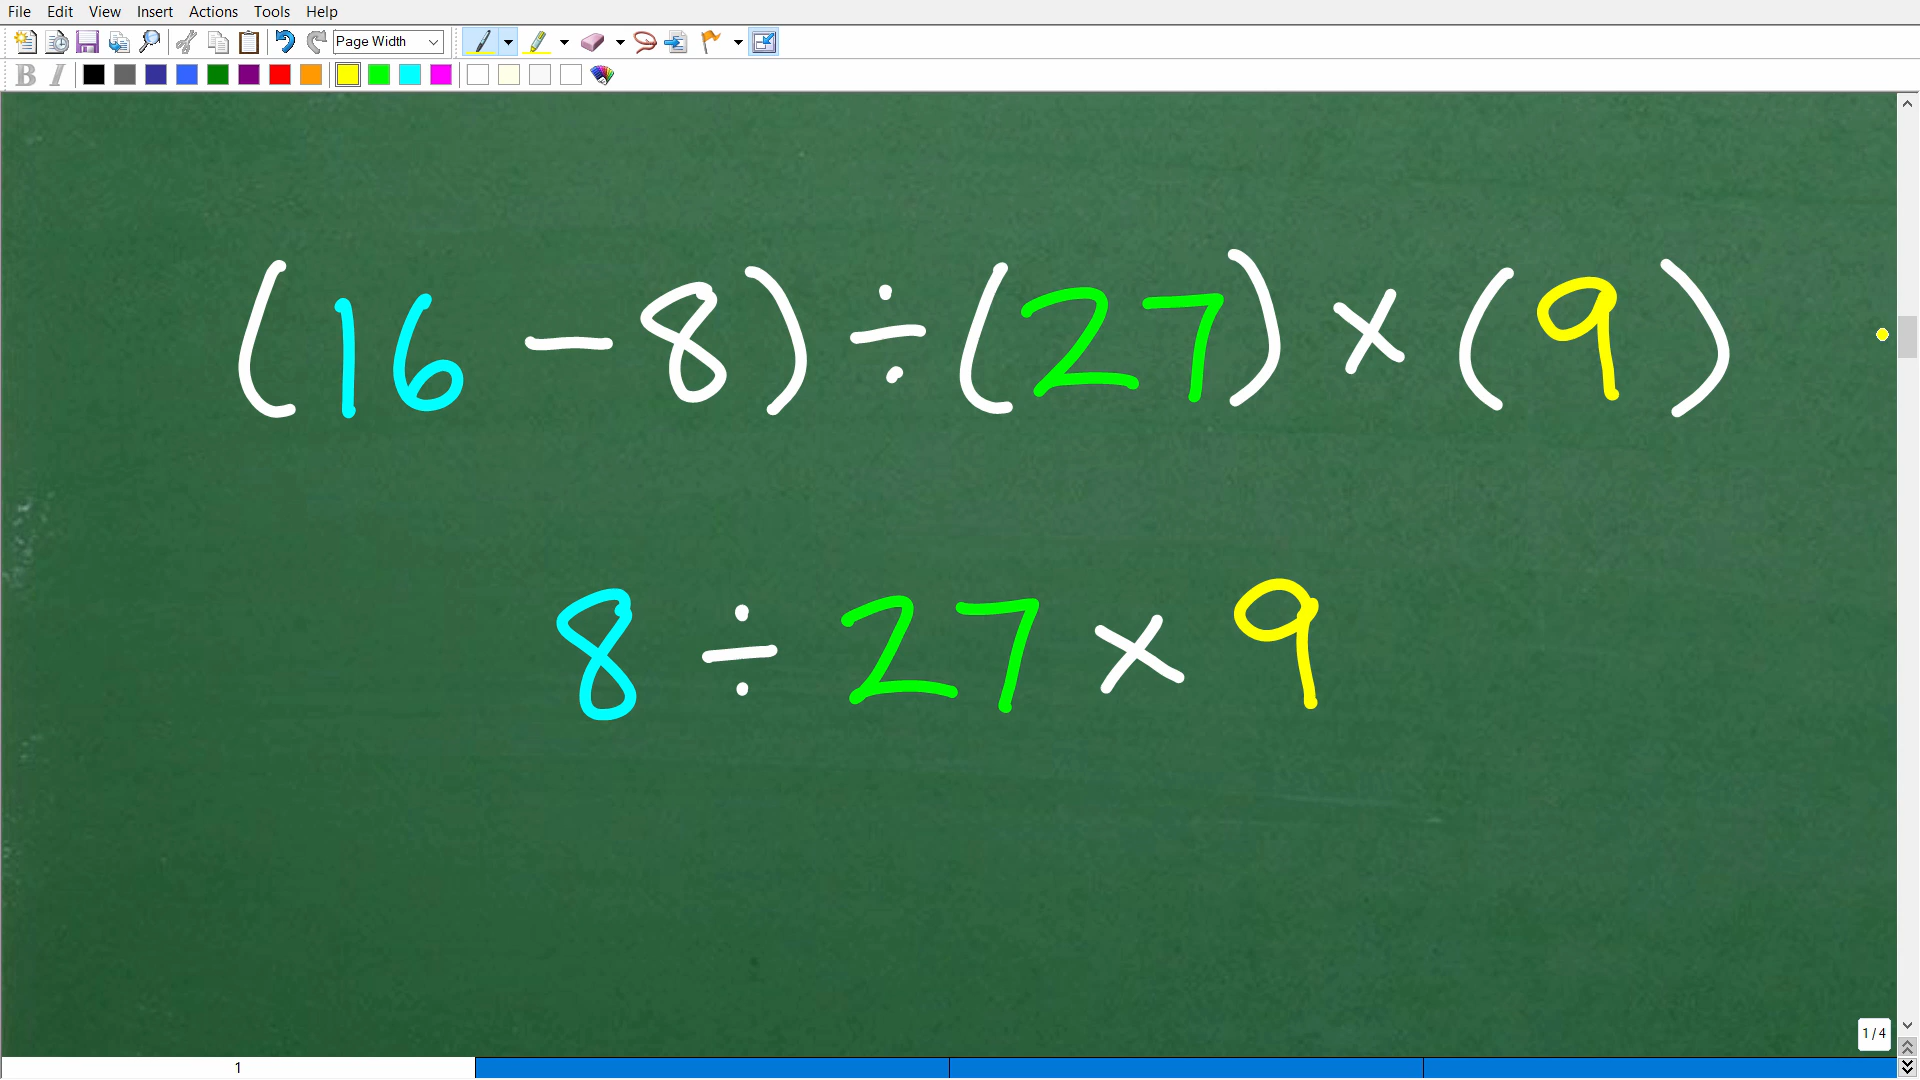 File Edit View Insert Actions Tools Help
Page Width
B I
(16 - 8) ÷ (27) × (9)
8 ÷ 27 × 9
1 / 4
1